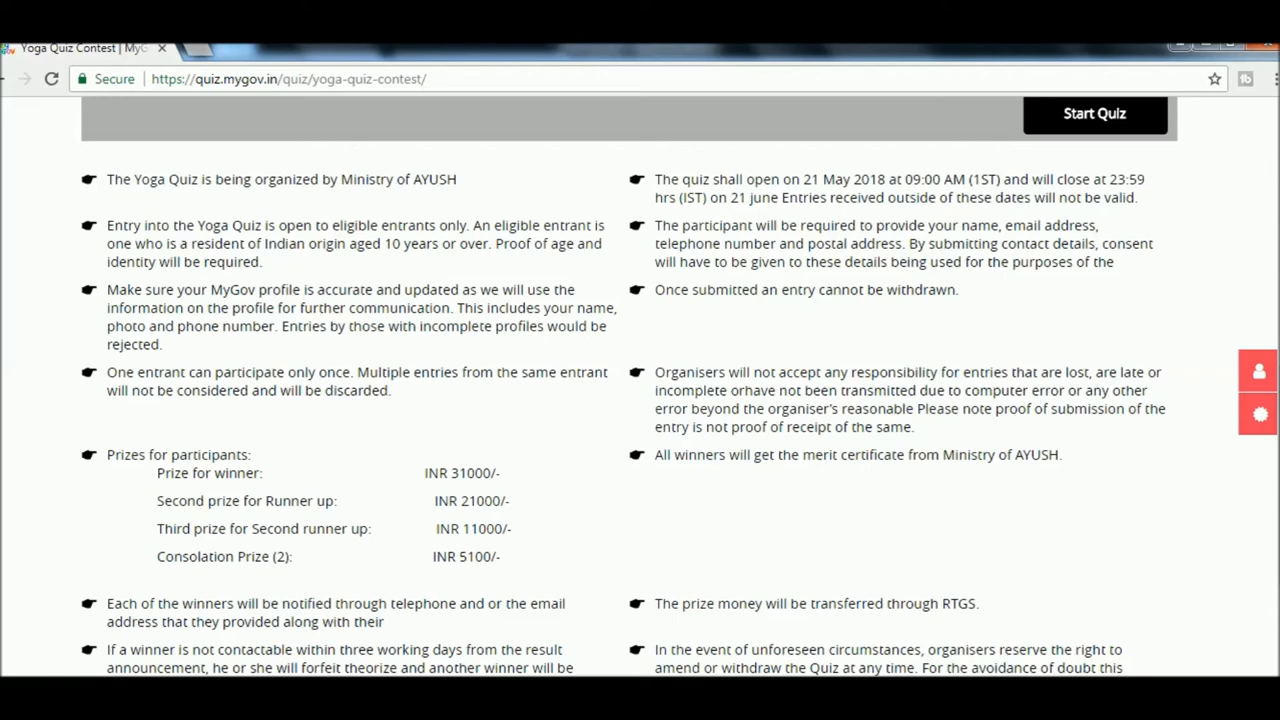 Yoga Quiz Contest | MyG
Secure
https://quiz.mygov.in/quiz/yoga-quiz-contest/
Start Quiz
The Yoga Quiz is being organized by Ministry of AYUSH
The quiz shall open on 21 May 2018 at 09:00 AM (1ST) and will close at 23:59
hrs (IST) on 21 june Entries received outside of these dates will not be valid.
Entry into the Yoga Quiz is open to eligible entrants only. An eligible entrant is
one who is a resident of Indian origin aged 10 years or over. Proof of age and
identity will be required.
The participant will be required to provide your name, email address,
telephone number and postal address. By submitting contact details, consent
will have to be given to these details being used for the purposes of the
Make sure your MyGov profile is accurate and updated as we will use the
information on the profile for further communication. This includes your name,
photo and phone number. Entries by those with incomplete profiles would be
rejected.
Once submitted an entry cannot be withdrawn.
One entrant can participate only once. Multiple entries from the same entrant
will not be considered and will be discarded.
Organisers will not accept any responsibility for entries that are lost, are late or
incomplete orhave not been transmitted due to computer error or any other
error beyond the organiser's reasonable Please note proof of submission of the
entry is not proof of receipt of the same.
Prizes for participants:
Prize for winner: INR 31000/-
Second prize for Runner up: INR 21000/-
Third prize for Second runner up: INR 11000/-
Consolation Prize (2): INR 5100/-
All winners will get the merit certificate from Ministry of AYUSH.
Each of the winners will be notified through telephone and or the email
address that they provided along with their
The prize money will be transferred through RTGS.
If a winner is not contactable within three working days from the result
announcement, he or she will forfeit theorize and another winner will be
In the event of unforeseen circumstances, organisers reserve the right to
amend or withdraw the Quiz at any time. For the avoidance of doubt this